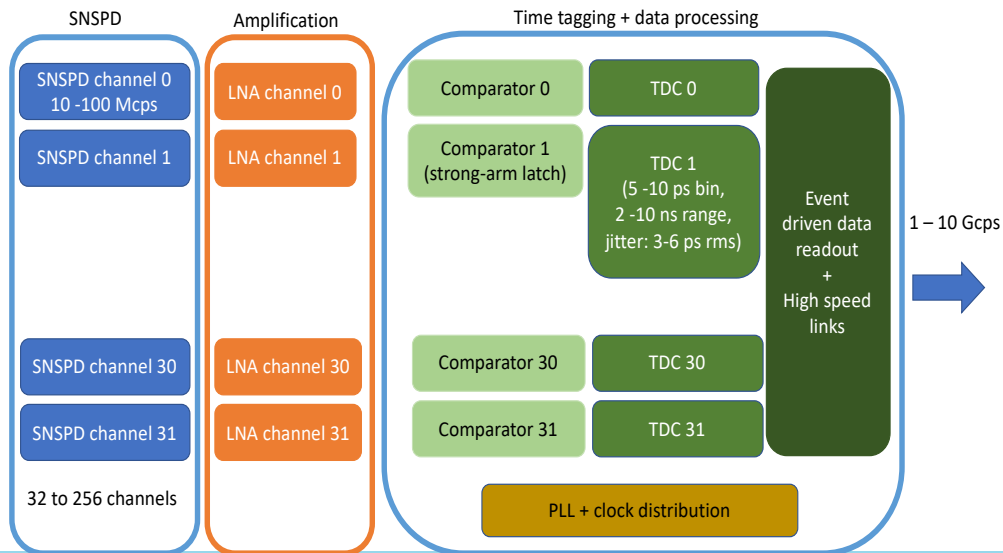 SNSPD
Amplification
Time tagging + data processing
SNSPD channel 0
10 -100 Mcps
LNA channel 0
Comparator 0
TDC 0
SNSPD channel 1
LNA channel 1
Comparator 1
(strong-arm latch)
TDC 1
(5 -10 ps bin,
2 -10 ns range,
jitter: 3-6 ps rms)
Event
driven data
readout
+
High speed
links
1 – 10 Gcps
SNSPD channel 30
LNA channel 30
Comparator 30
TDC 30
SNSPD channel 31
LNA channel 31
Comparator 31
TDC 31
32 to 256 channels
PLL + clock distribution